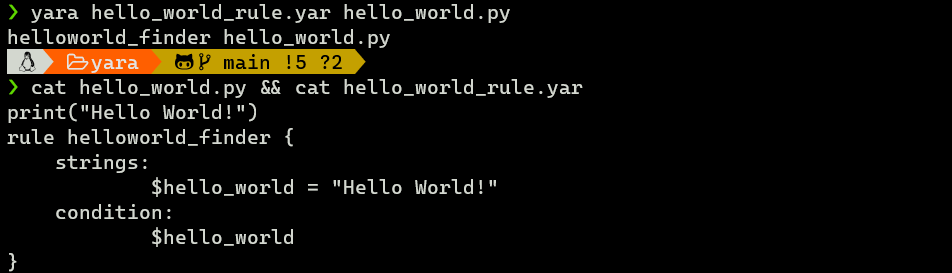 ❯ yara hello_world_rule.yar hello_world.py
helloworld_finder hello_world.py
yara main !5 ?2
❯ cat hello_world.py && cat hello_world_rule.yar
print("Hello World!")
rule helloworld_finder {
    strings:
            $hello_world = "Hello World!"
    condition:
            $hello_world
}